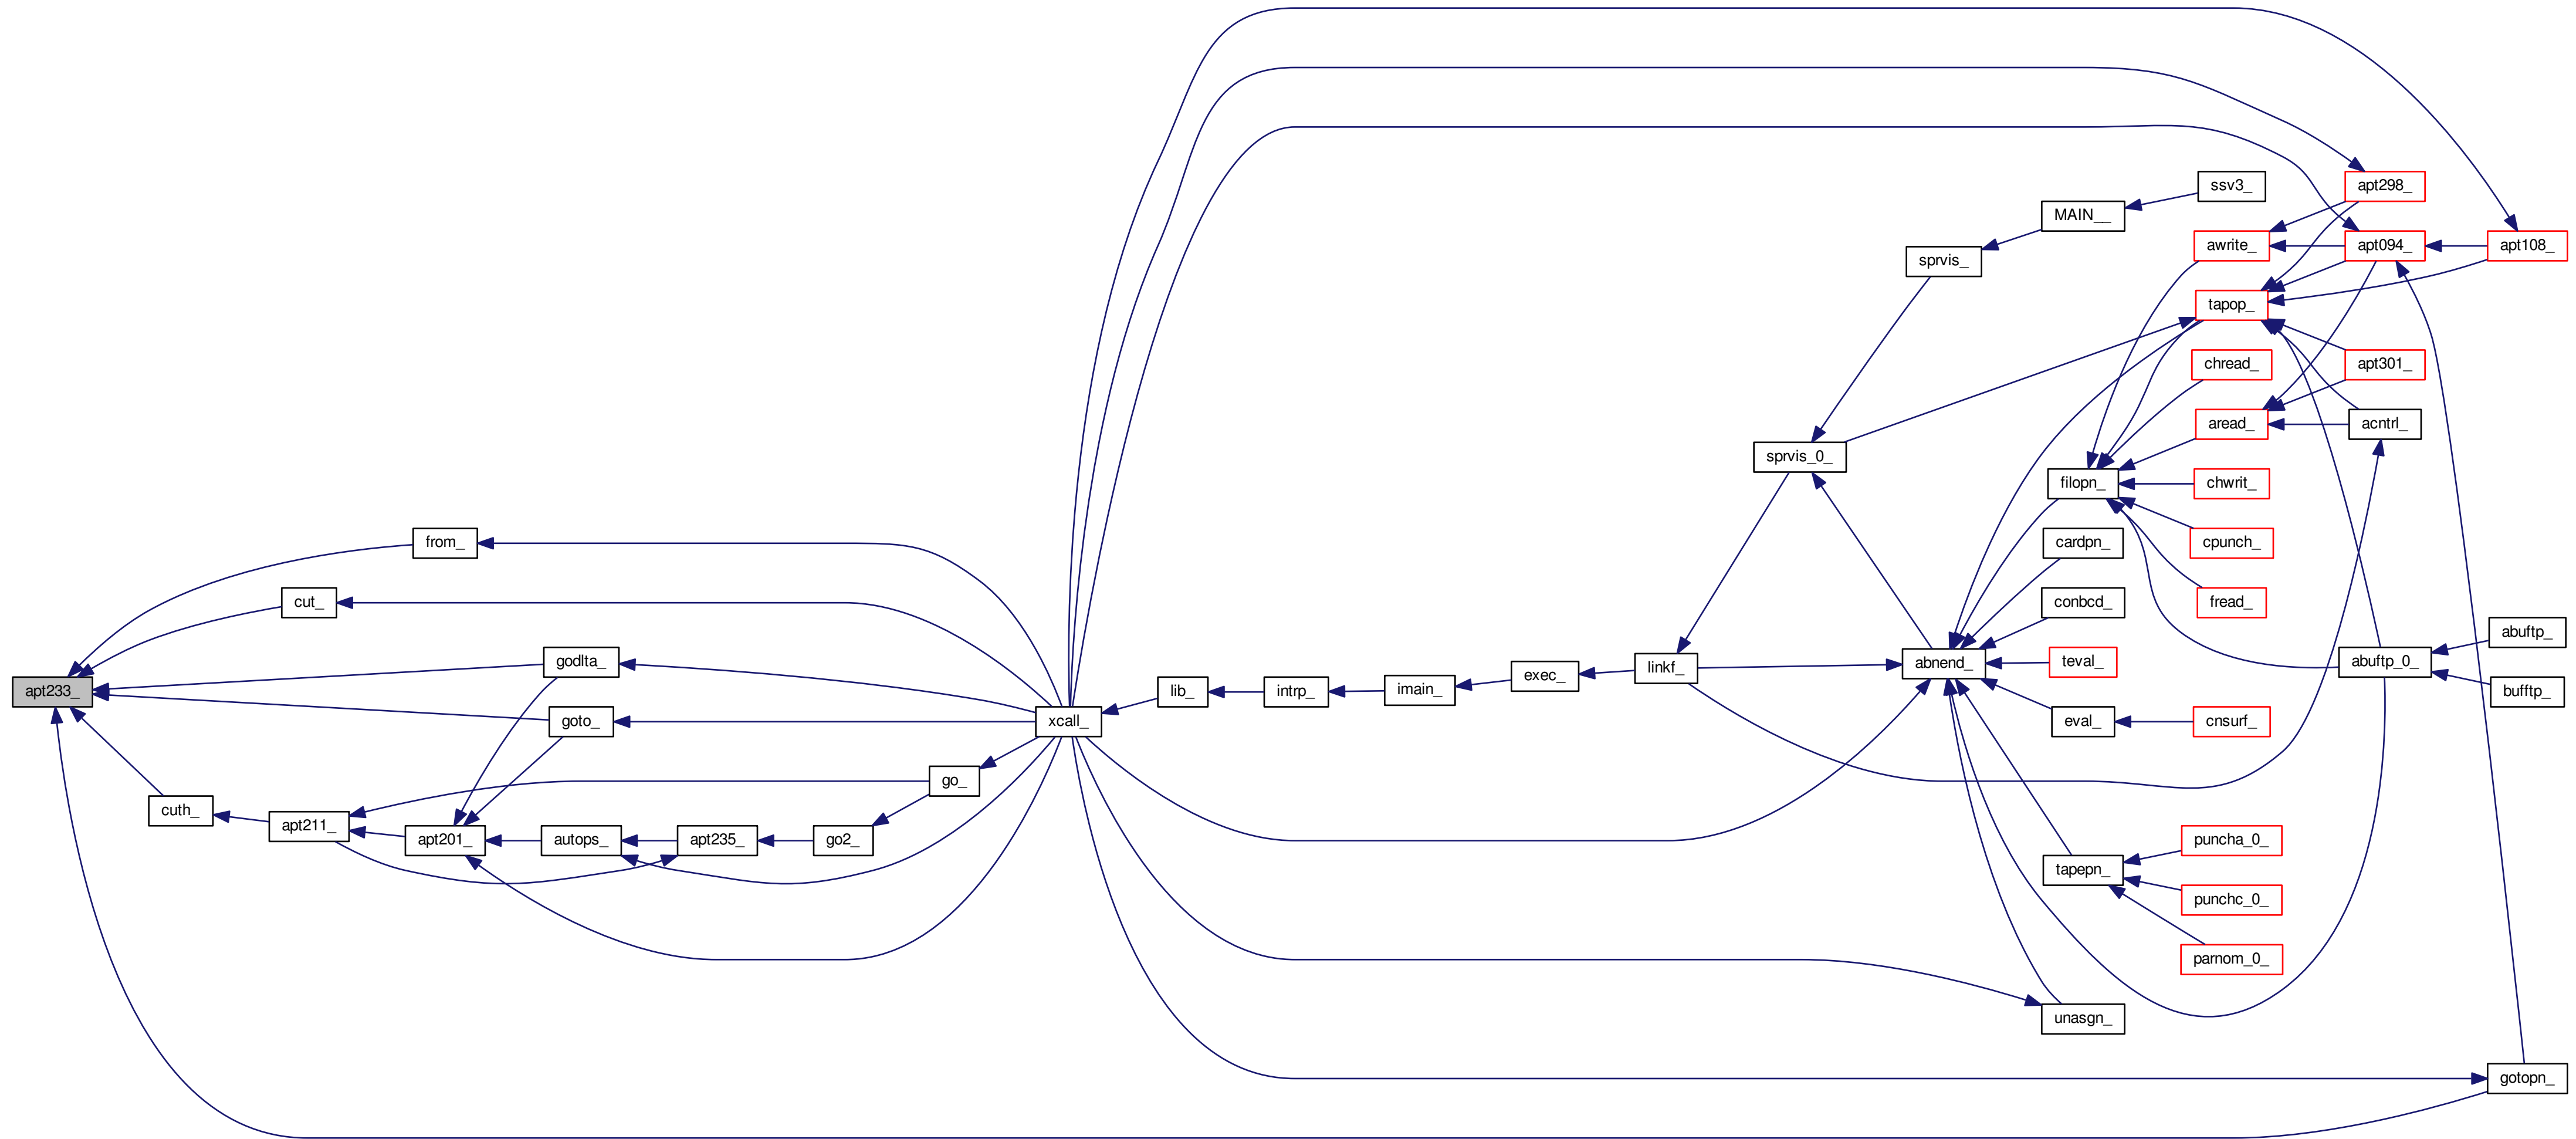 ssv3_
apt298_
MAIN__
awrite_
apt094_
apt108_
sprvis_
tapop_
chread_
apt301_
aread_
acntrl_
sprvis_0_
filopn_
chwrit_
from_
cardpn_
cpunch_
cut_
conbcd_
fread_
abuftp_
godlta_
linkf_
abnend_
teval_
abuftp_0_
exec_
apt233_
lib_
intrp_
imain_
bufftp_
goto_
xcall_
eval_
cnsurf_
go_
cuth_
apt211_
apt201_
autops_
apt235_
go2_
puncha_0_
tapepn_
punchc_0_
parnom_0_
unasgn_
gotopn_